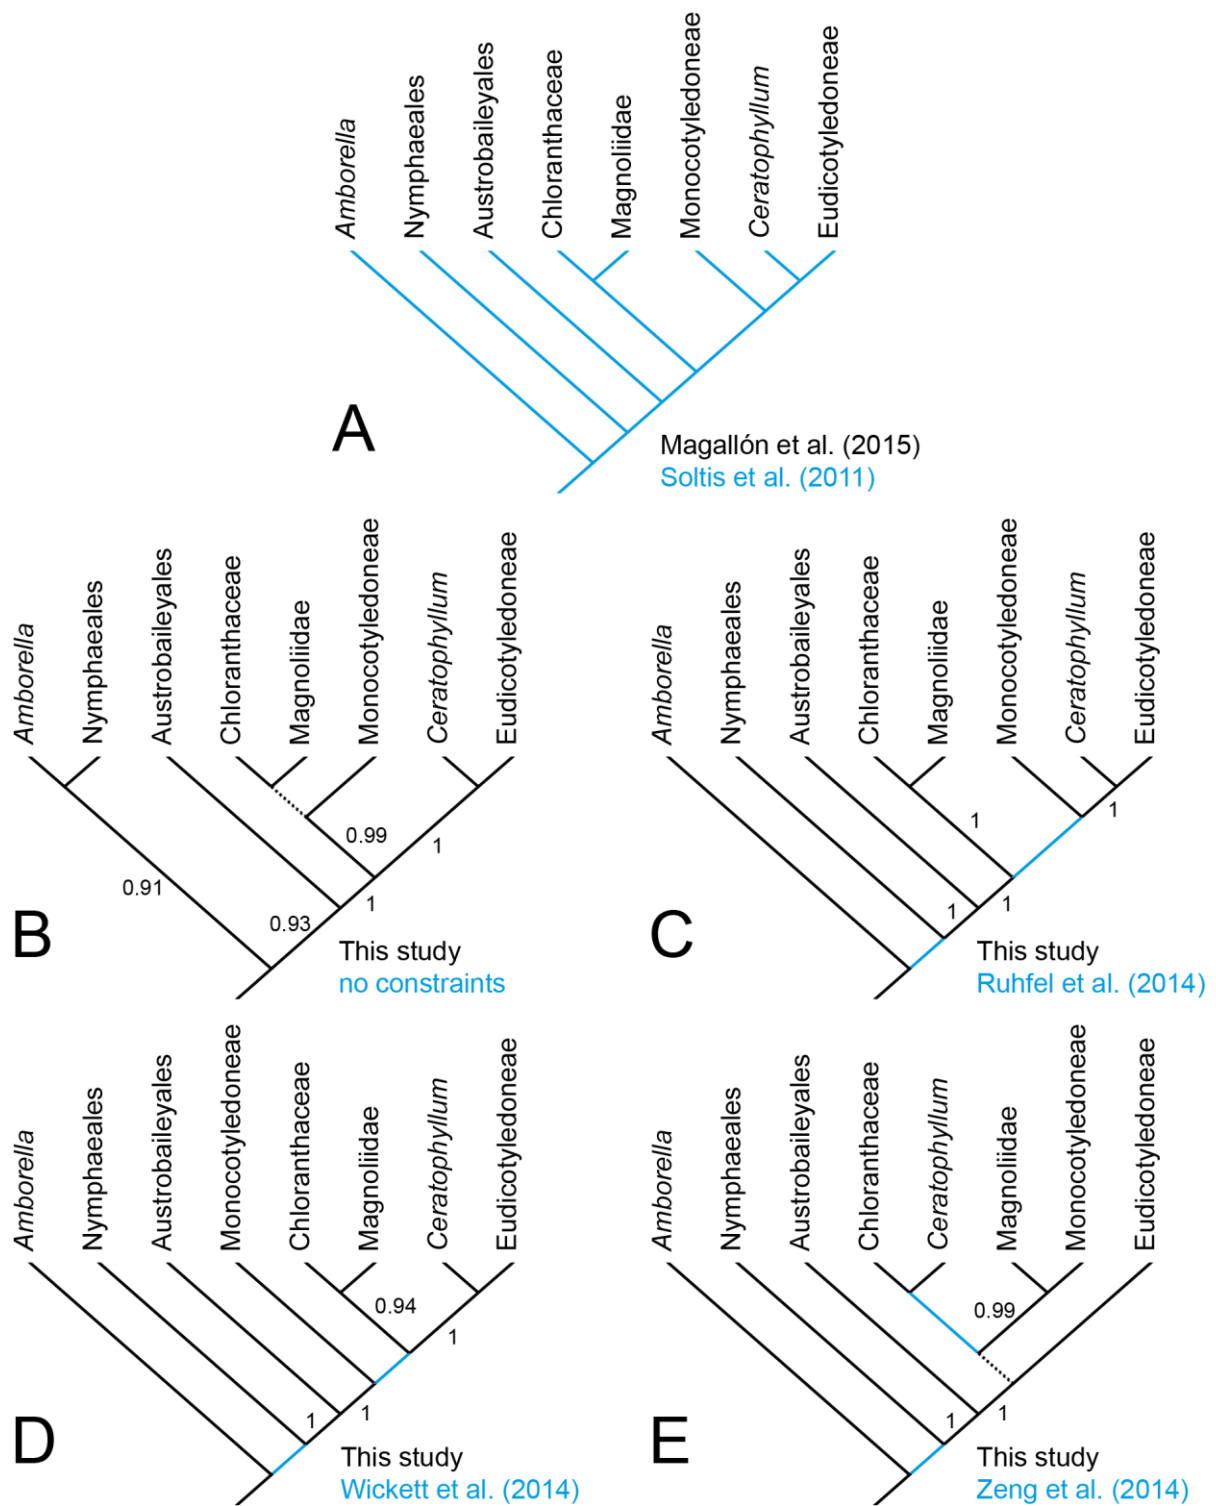 Amborella
Nymphaeales
Austrobaileyales
Chloranthaceae
Magnoliidae
Monocotyledoneae
Ceratophyllum
Eudicotyledoneae
A
Magallón et al. (2015)
Soltis et al. (2011)
Amborella
Nymphaeales
Austrobaileyales
Chloranthaceae
Magnoliidae
Monocotyledoneae
Ceratophyllum
Eudicotyledoneae
0.99
1
0.91
0.93
1
B
This study
no constraints
Amborella
Nymphaeales
Austrobaileyales
Chloranthaceae
Magnoliidae
Monocotyledoneae
Ceratophyllum
Eudicotyledoneae
1
1
1
1
C
This study
Ruhfel et al. (2014)
Amborella
Nymphaeales
Austrobaileyales
Monocotyledoneae
Chloranthaceae
Magnoliidae
Ceratophyllum
Eudicotyledoneae
0.94
1
1
1
D
This study
Wickett et al. (2014)
Amborella
Nymphaeales
Austrobaileyales
Chloranthaceae
Ceratophyllum
Magnoliidae
Monocotyledoneae
Eudicotyledoneae
0.99
1
1
E
This study
Zeng et al. (2014)